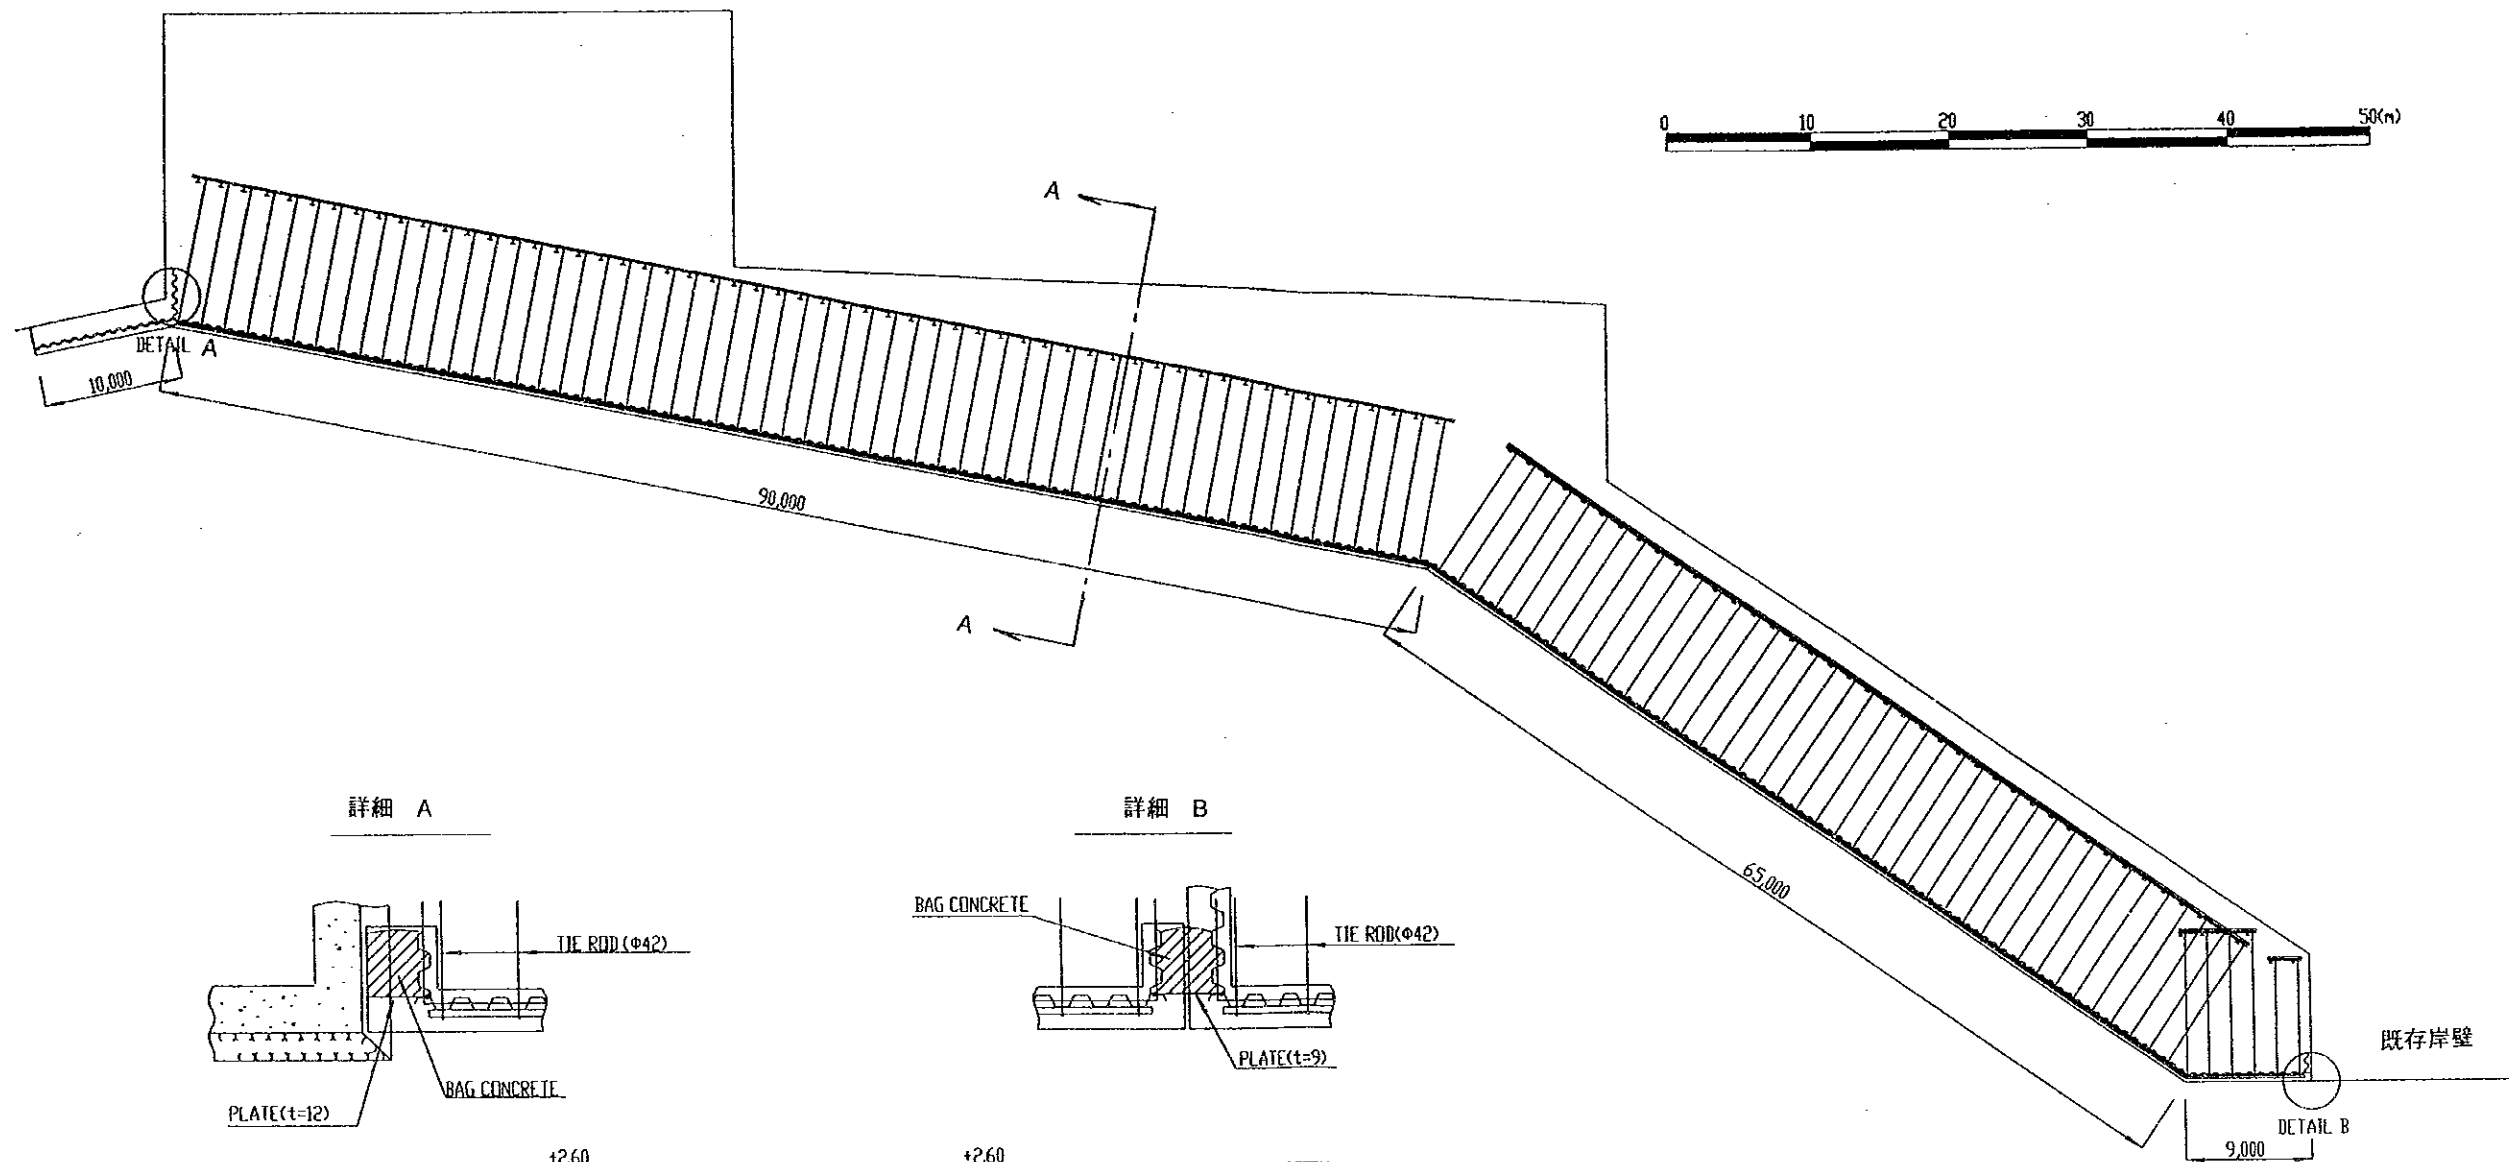 0 10 20 30 40 50(m)
A
DETAIL A
10,000
90,000
A
65,000
詳細 A
詳細 B
BAG CONCRETE
TIE ROD (Φ42)
TIE ROD(Φ42)
PLATE(t=9)
BAG CONCRETE
PLATE(t=12)
既存岸壁
DETAIL B
9,000
+2.60
+2.60